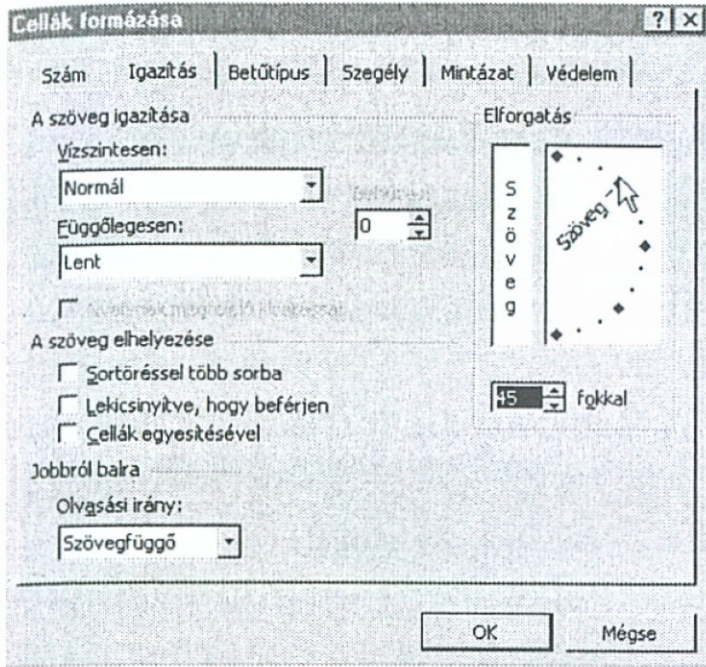 Cellák formázása
Szám Igazítás Betűtípus Szegély Mintázat Védelem
A szöveg igazítása
Vízszintesen:
Normál
Függőlegesen:
0
Lent
A szöveg elhelyezése
Sortöréssel több sorba
Lekicsinyítve, hogy beférjen
Cellák egyesítésével
Jobbról balra
Olvasási irány:
Szövegfüggő
Elforgatás:
Szöveg
Szöveg
45 fokkal
OK Mégse